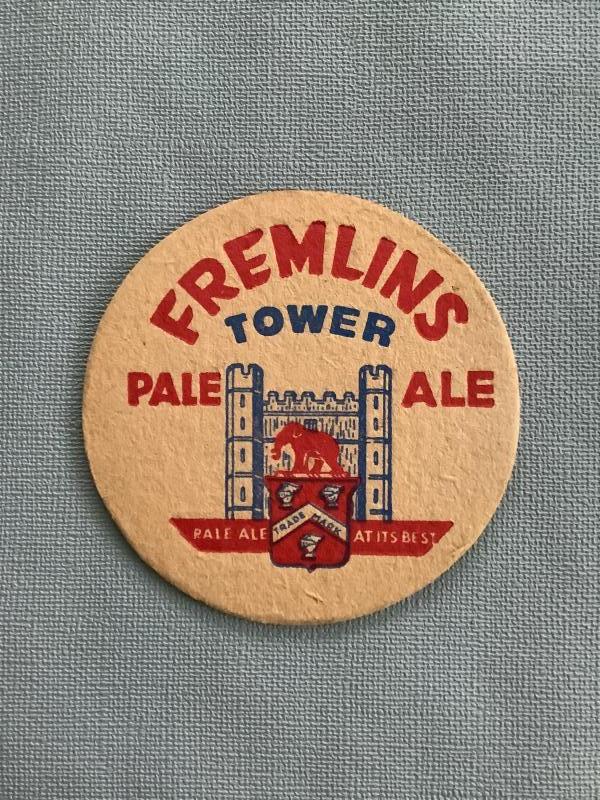 FREMLINS
TOWER
PALE ALE
PALE ALE AT ITS BEST
TRADE MARK